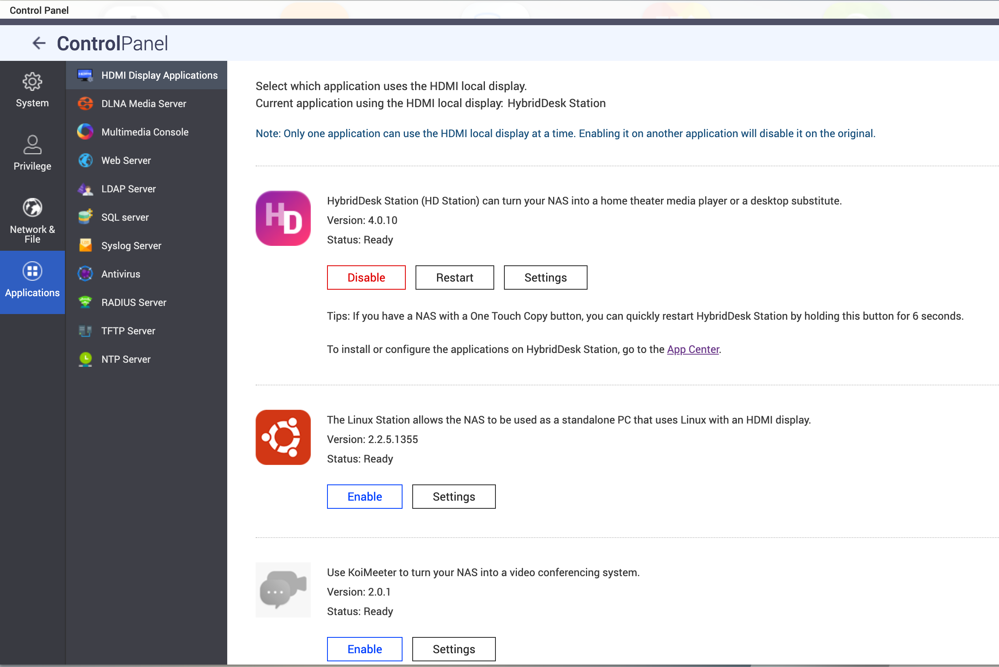 Control Panel
ControlPanel
System
Privilege
Network &
File
Applications
HDMI Display Applications
DLNA Media Server
Multimedia Console
Web Server
LDAP Server
SQL server
Syslog Server
Antivirus
RADIUS Server
TFTP Server
NTP Server
Select which application uses the HDMI local display.
Current application using the HDMI local display: HybridDesk Station
Note: Only one application can use the HDMI local display at a time. Enabling it on another application will disable it on the original.
HD
HybridDesk Station (HD Station) can turn your NAS into a home theater media player or a desktop substitute.
Version: 4.0.10
Status: Ready
Disable Restart Settings
Tips: If you have a NAS with a One Touch Copy button, you can quickly restart HybridDesk Station by holding this button for 6 seconds.
To install or configure the applications on HybridDesk Station, go to the App Center.
The Linux Station allows the NAS to be used as a standalone PC that uses Linux with an HDMI display.
Version: 2.2.5.1355
Status: Ready
Enable Settings
Use KoiMeeter to turn your NAS into a video conferencing system.
Version: 2.0.1
Status: Ready
Enable Settings